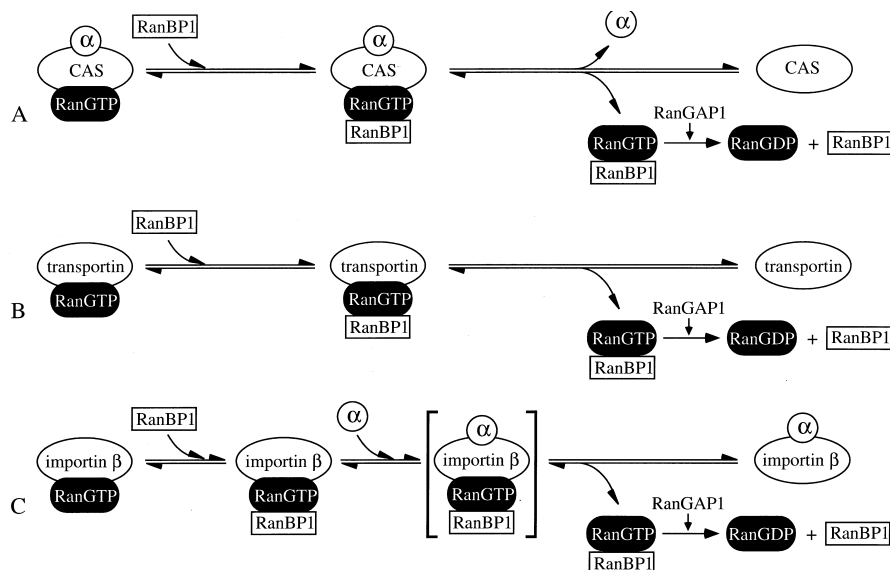 α RanBP1 α α
CAS CAS CAS
RanGTP RanGTP
A RanBP1 RanGAP1
RanGTP RanGDP + RanBP1
RanBP1
RanBP1
transportin transportin transportin
RanGTP RanGTP
B RanBP1 RanGAP1
RanGTP RanGDP + RanBP1
RanBP1
RanBP1 α α α
importin β importin β importin β importin β
RanGTP RanGTP RanGTP
C RanBP1 RanBP1 RanGAP1
RanGTP RanGDP + RanBP1
RanBP1